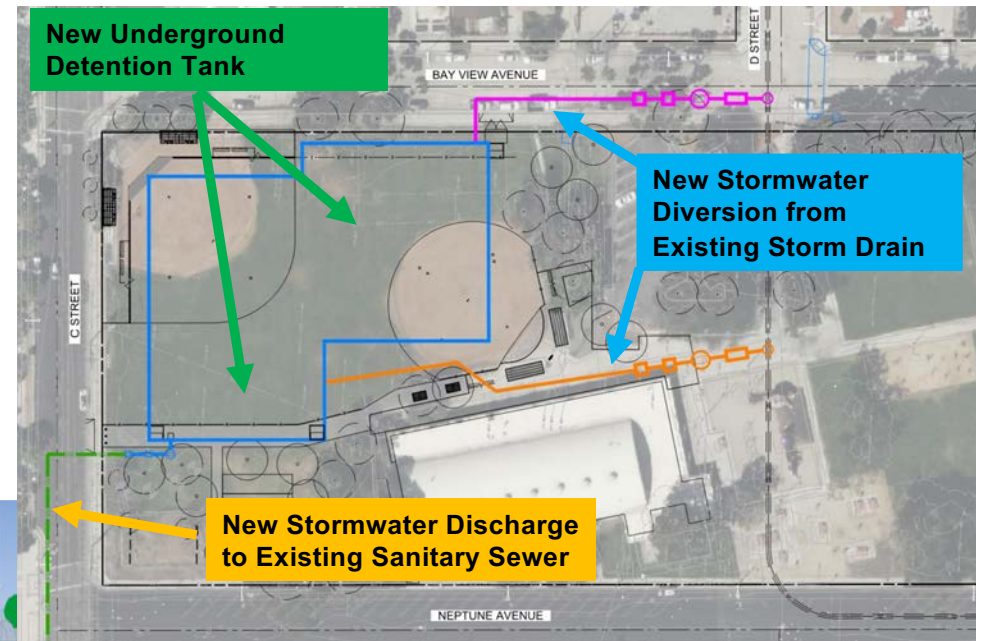 New Underground
Detention Tank
D STREET
BAY VIEW AVENUE
New Stormwater
Diversion from
Existing Storm Drain
C STREET
New Stormwater Discharge
to Existing Sanitary Sewer
NEPTUNE AVENUE